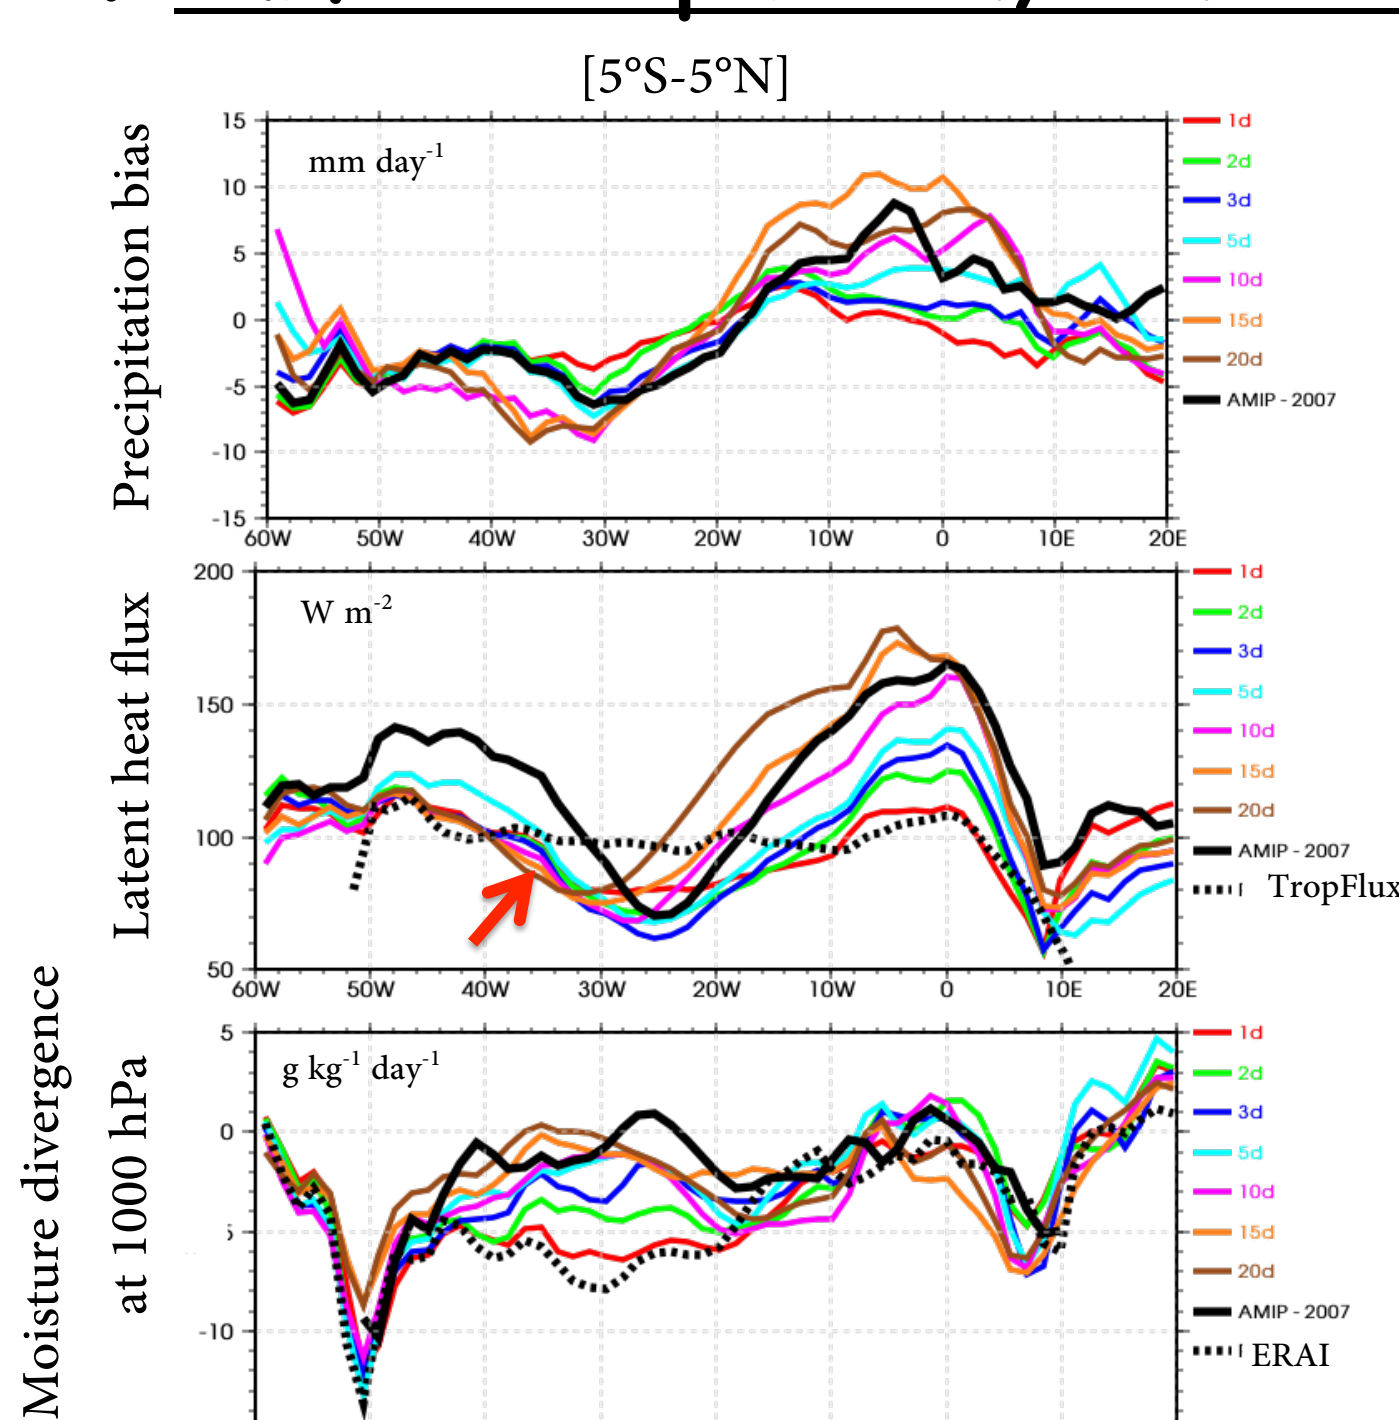 [5°S-5°N]
Precipitation bias
mm day-1
15
10
5
0
-5
-10
-15
60W 50W 40W 30W 20W 10W 0 10E 20E
1d
2d
3d
5d
10d
15d
20d
AMIP - 2007
Latent heat flux
W m-2
200
150
100
50
60W 50W 40W 30W 20W 10W 0 10E 20E
1d
2d
3d
5d
10d
15d
20d
AMIP - 2007
TropFlux
Moisture divergence
at 1000 hPa
g kg-1 day-1
5
0
5
-10
1d
2d
3d
5d
10d
15d
20d
AMIP - 2007
ERAI